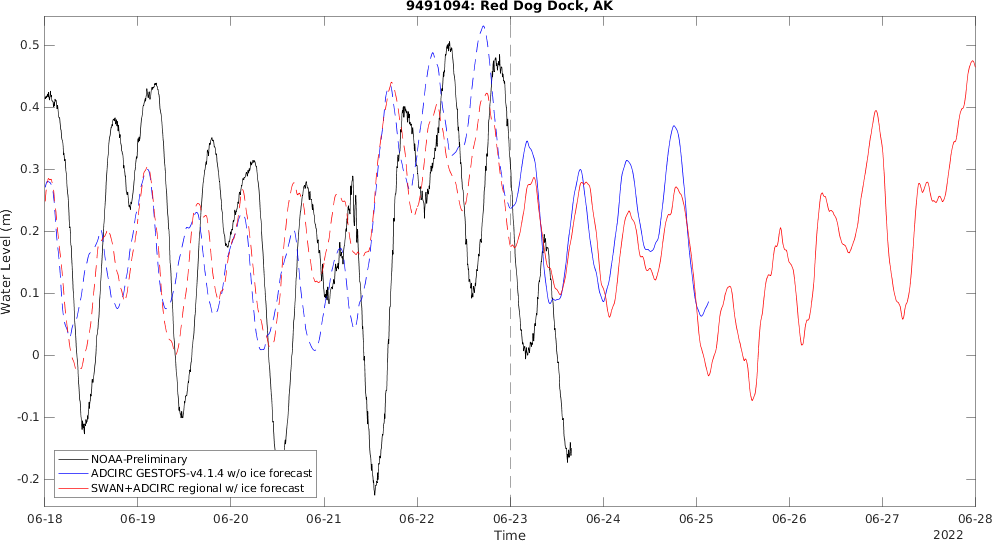 9491094: Red Dog Dock, AK
Water Level (m)
0.5
0.4
0.3
0.2
0.1
0
-0.1
-0.2
NOAA-Preliminary
ADCIRC GESTOFS-v4.1.4 w/o ice forecast
SWAN+ADCIRC regional w/ ice forecast
06-18 06-19 06-20 06-21 06-22 06-23 06-24 06-25 06-26 06-27 06-28
Time
2022